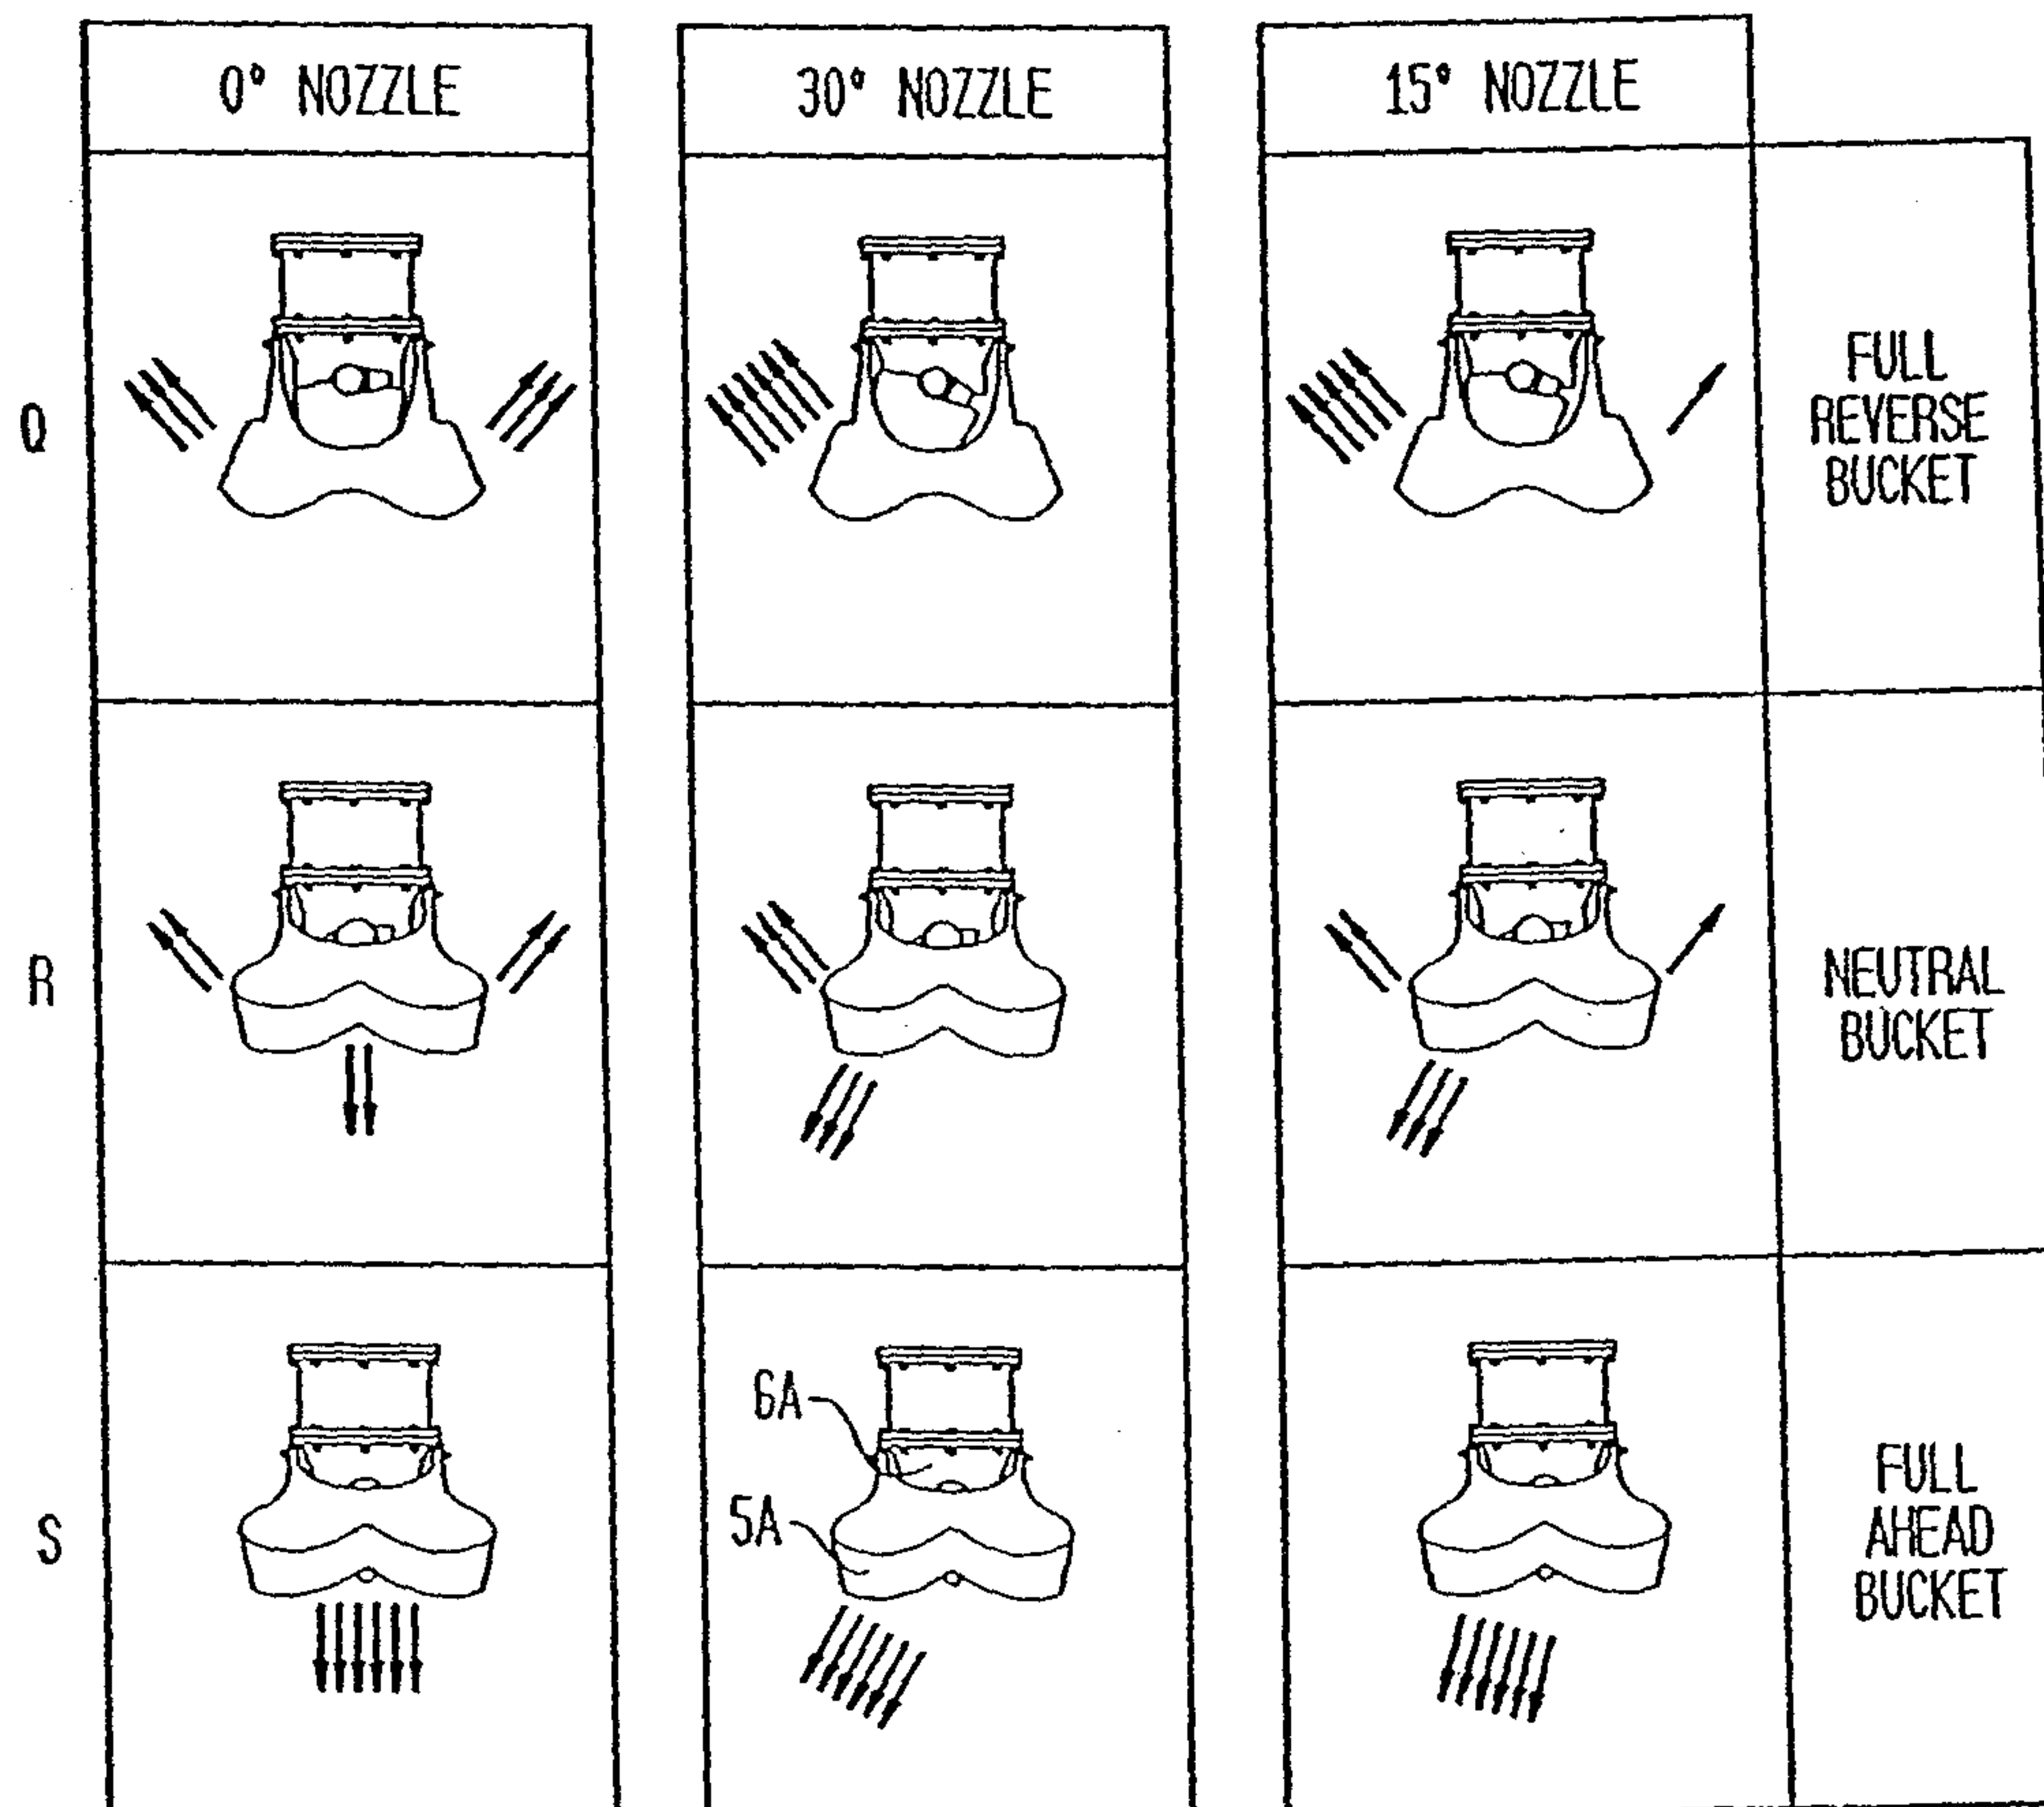 0° NOZZLE
30° NOZZLE
15° NOZZLE
Q
FULL
REVERSE
BUCKET
R
NEUTRAL
BUCKET
6A
5A
S
FULL
AHEAD
BUCKET